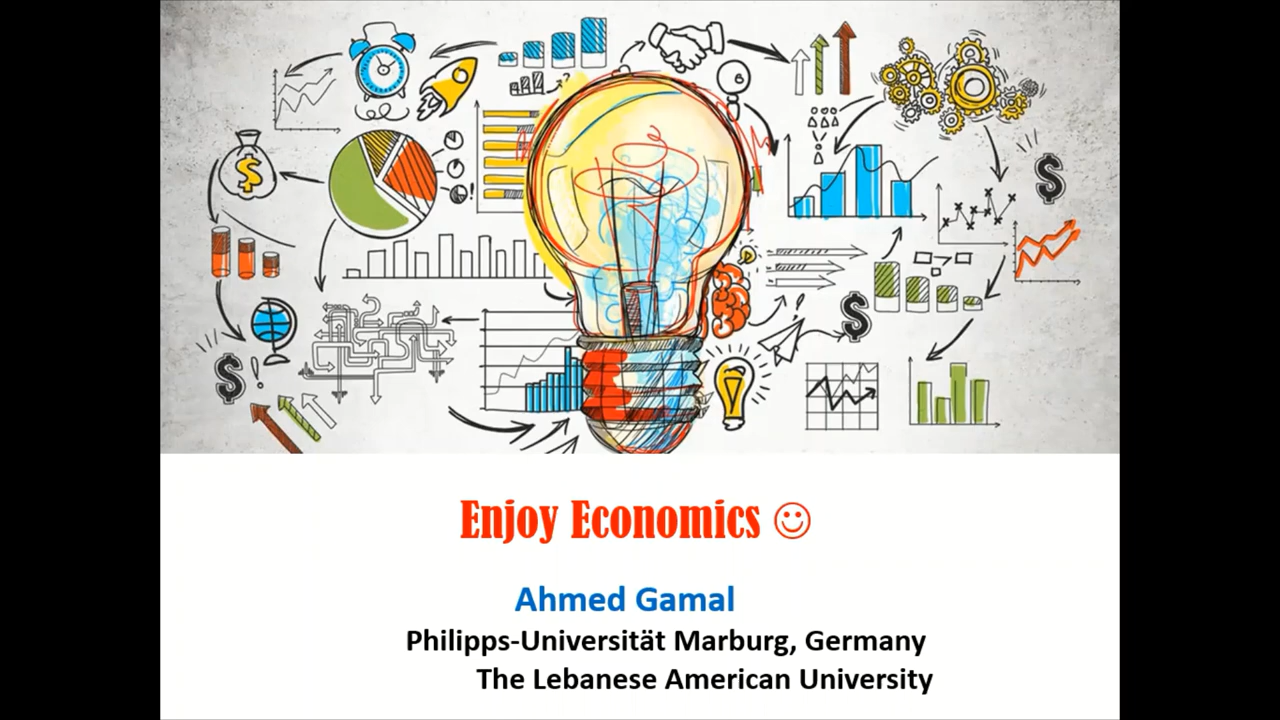 Enjoy Economics ☺
Ahmed Gamal
Philipps-Universität Marburg, Germany
The Lebanese American University